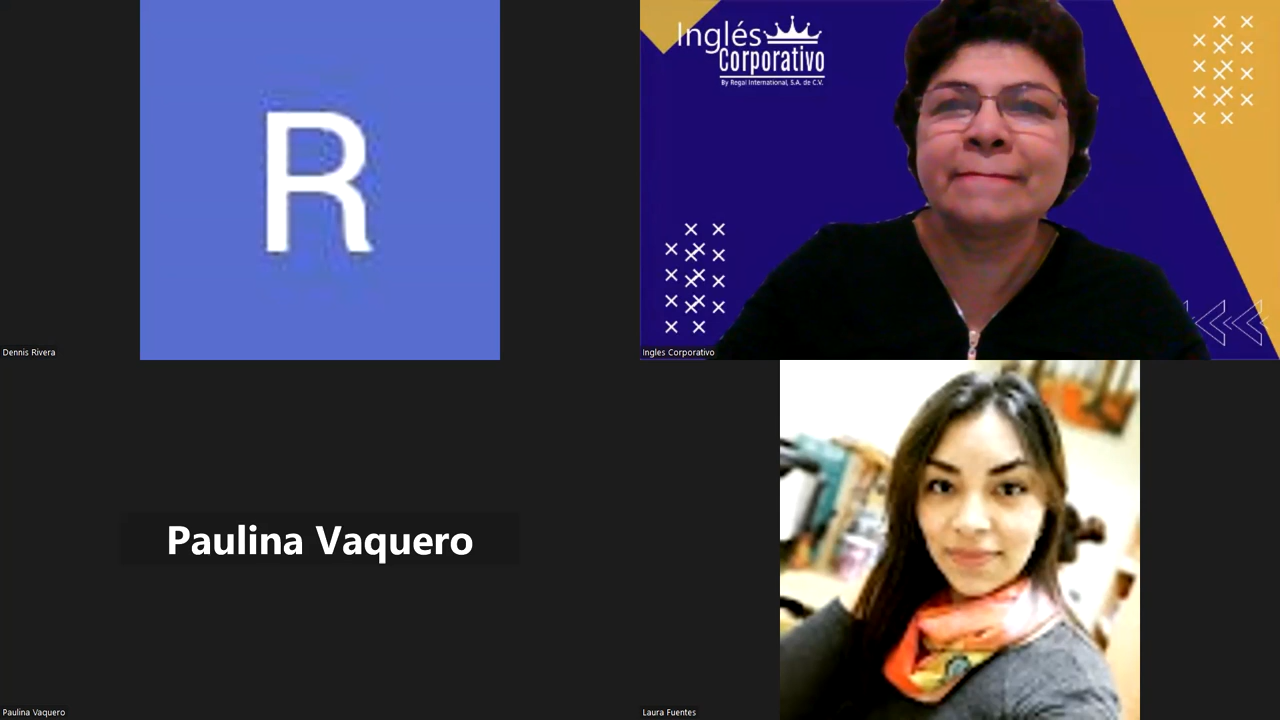 R
Dennis Rivera
Inglés
Corporativo
By Regal International, S.A. de C.V.
Ingles Corporativo
Paulina Vaquero
Paulina Vaquero
Laura Fuentes